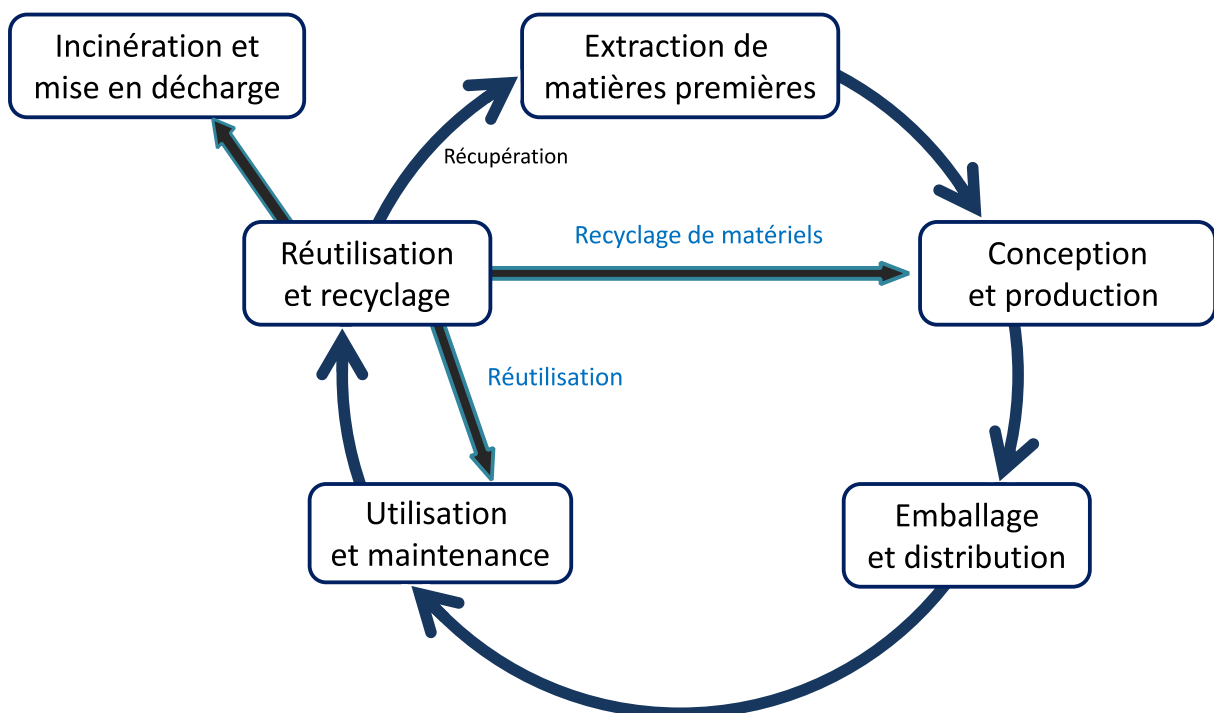 Incinération et
mise en décharge
Extraction de
matières premières
Récupération
Réutilisation
et recyclage
Recyclage de matériels
Conception
et production
Réutilisation
Utilisation
et maintenance
Emballage
et distribution